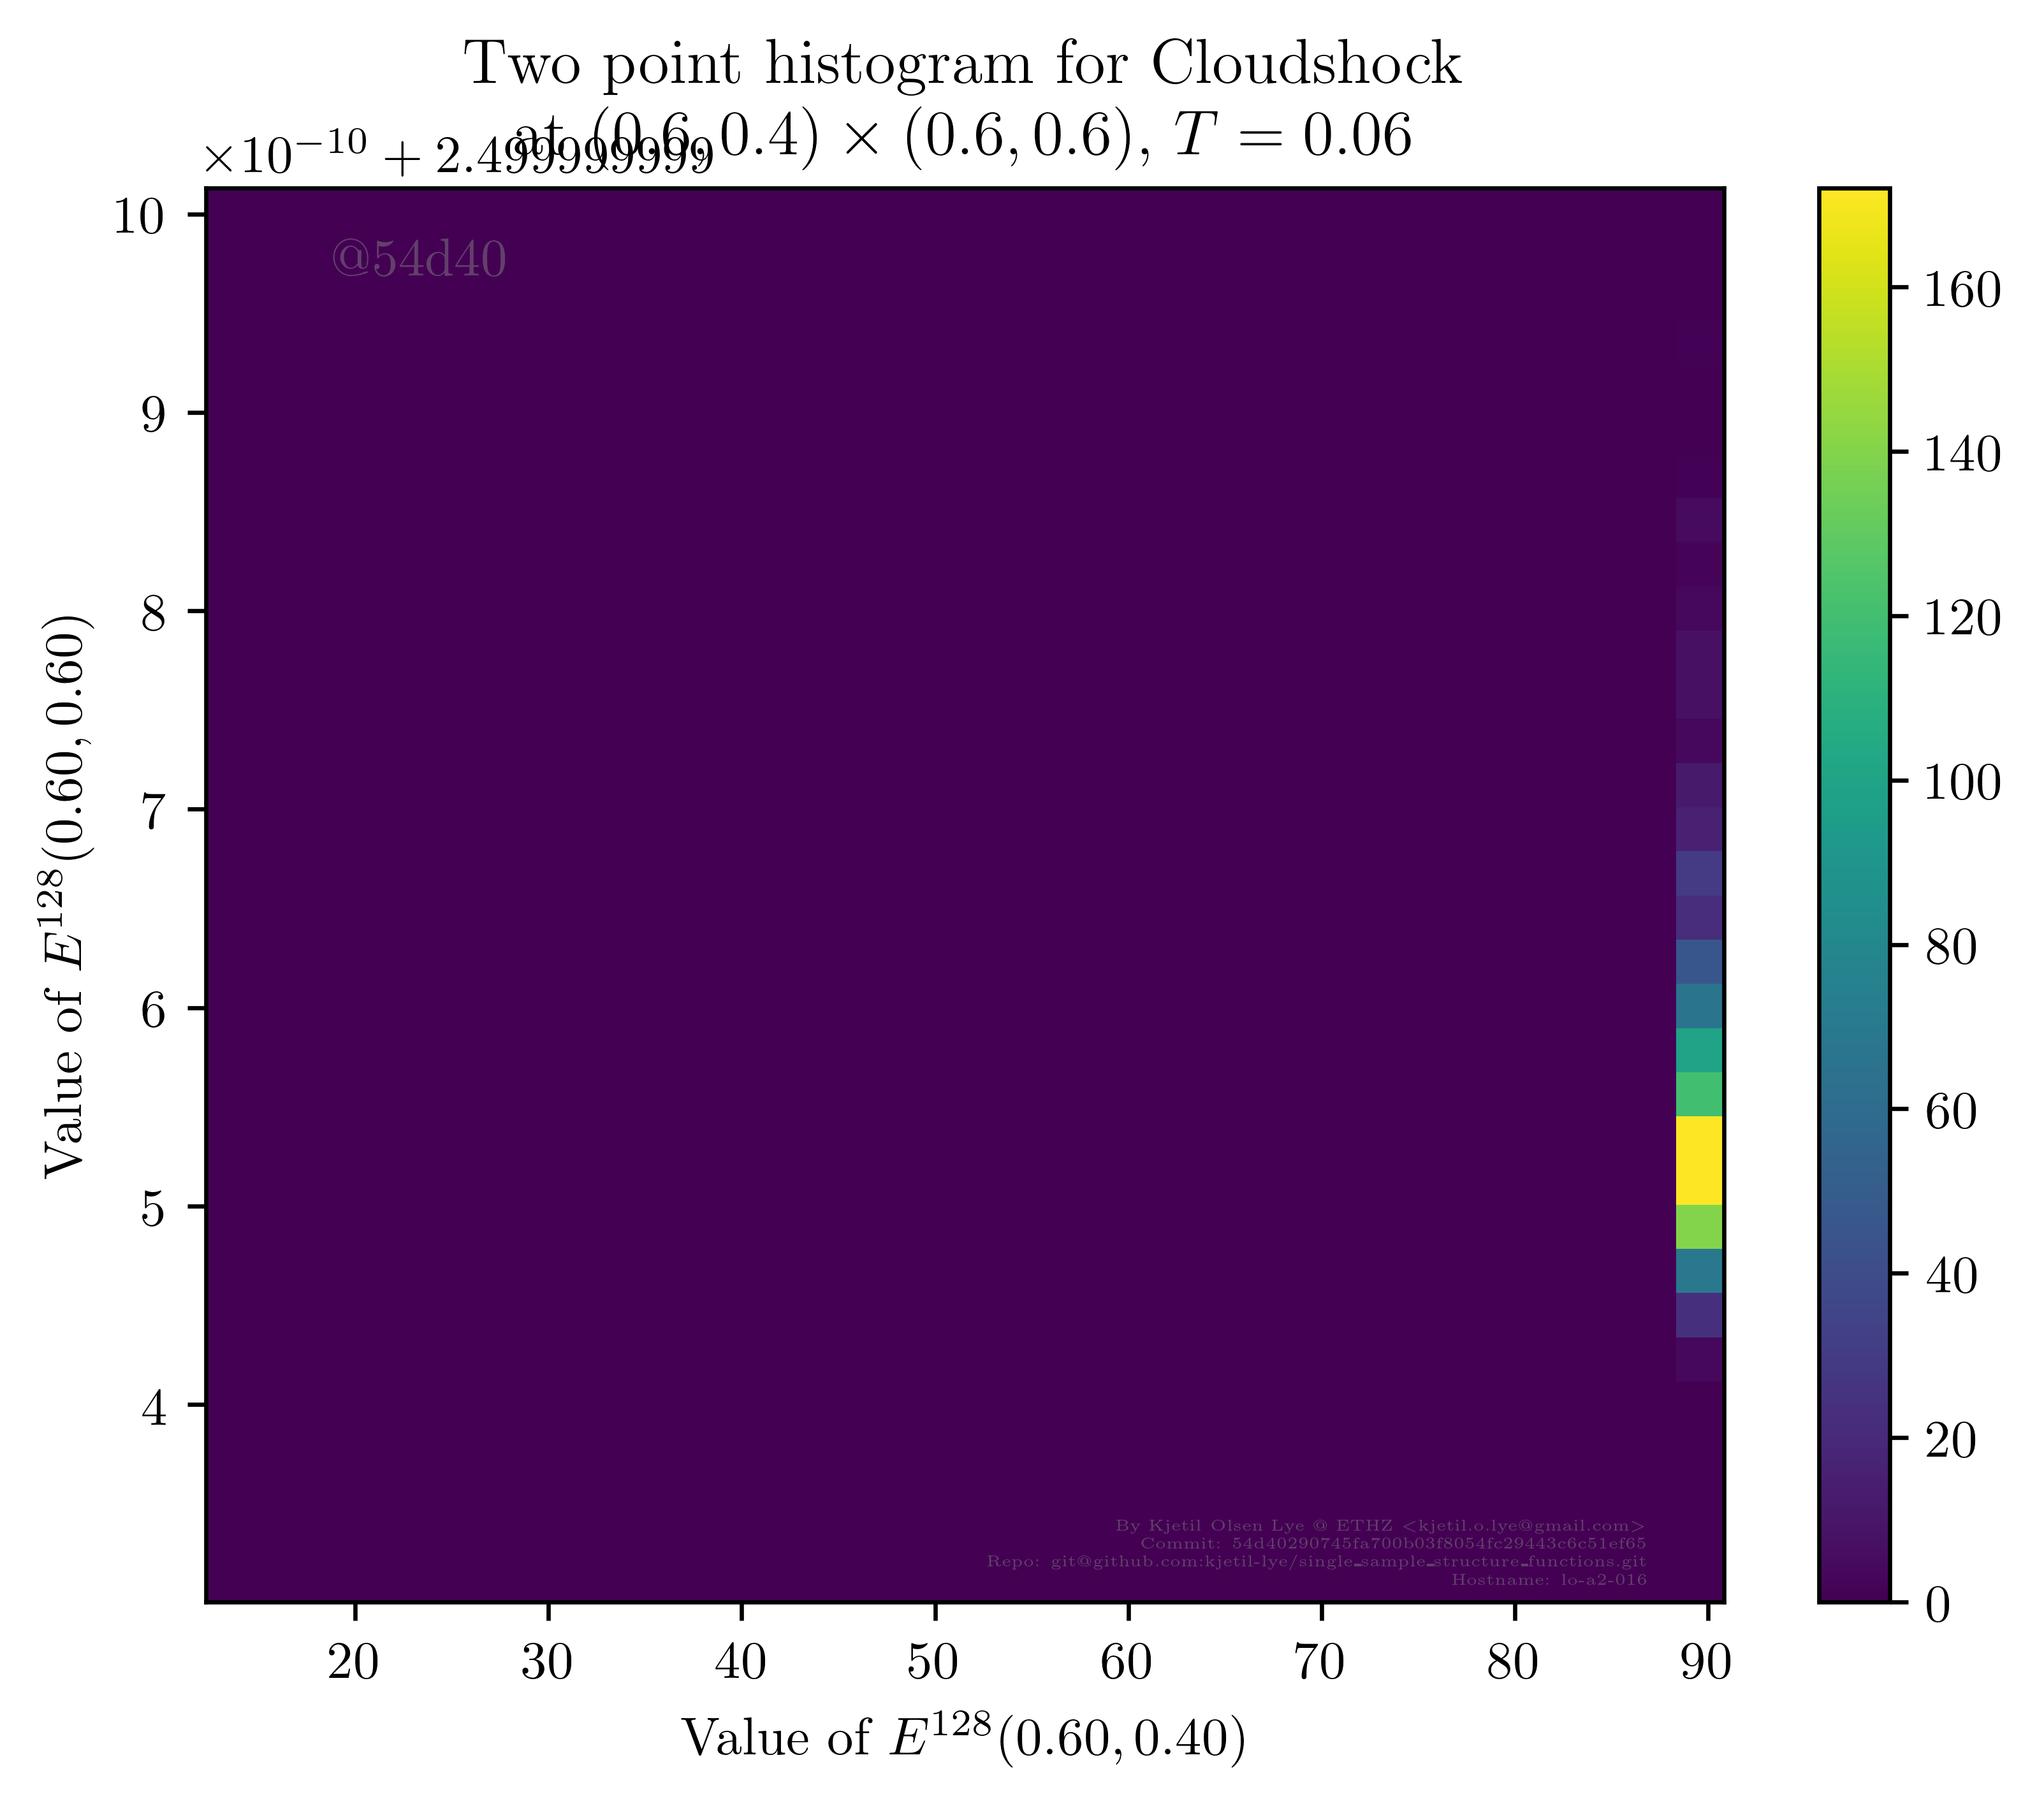 Two point histogram for Cloudshock
at (0.6, 0.4) × (0.6, 0.6), T = 0.06
×10⁻¹⁰ + 2.499999999
10
9
8
7
6
5
4
Value of E¹²⁸(0.60, 0.60)
@54d40
By Kjetil Olsen Lye @ ETHZ <kjetil.o.lye@gmail.com>
Commit: 54d40290745fa700b03f8054fc29443c6c51ef65
Repo: git@github.com:kjetil-lye/single_sample_structure_functions.git
Hostname: lo-a2-016
20 30 40 50 60 70 80 90
Value of E¹²⁸(0.60, 0.40)
160
140
120
100
80
60
40
20
0